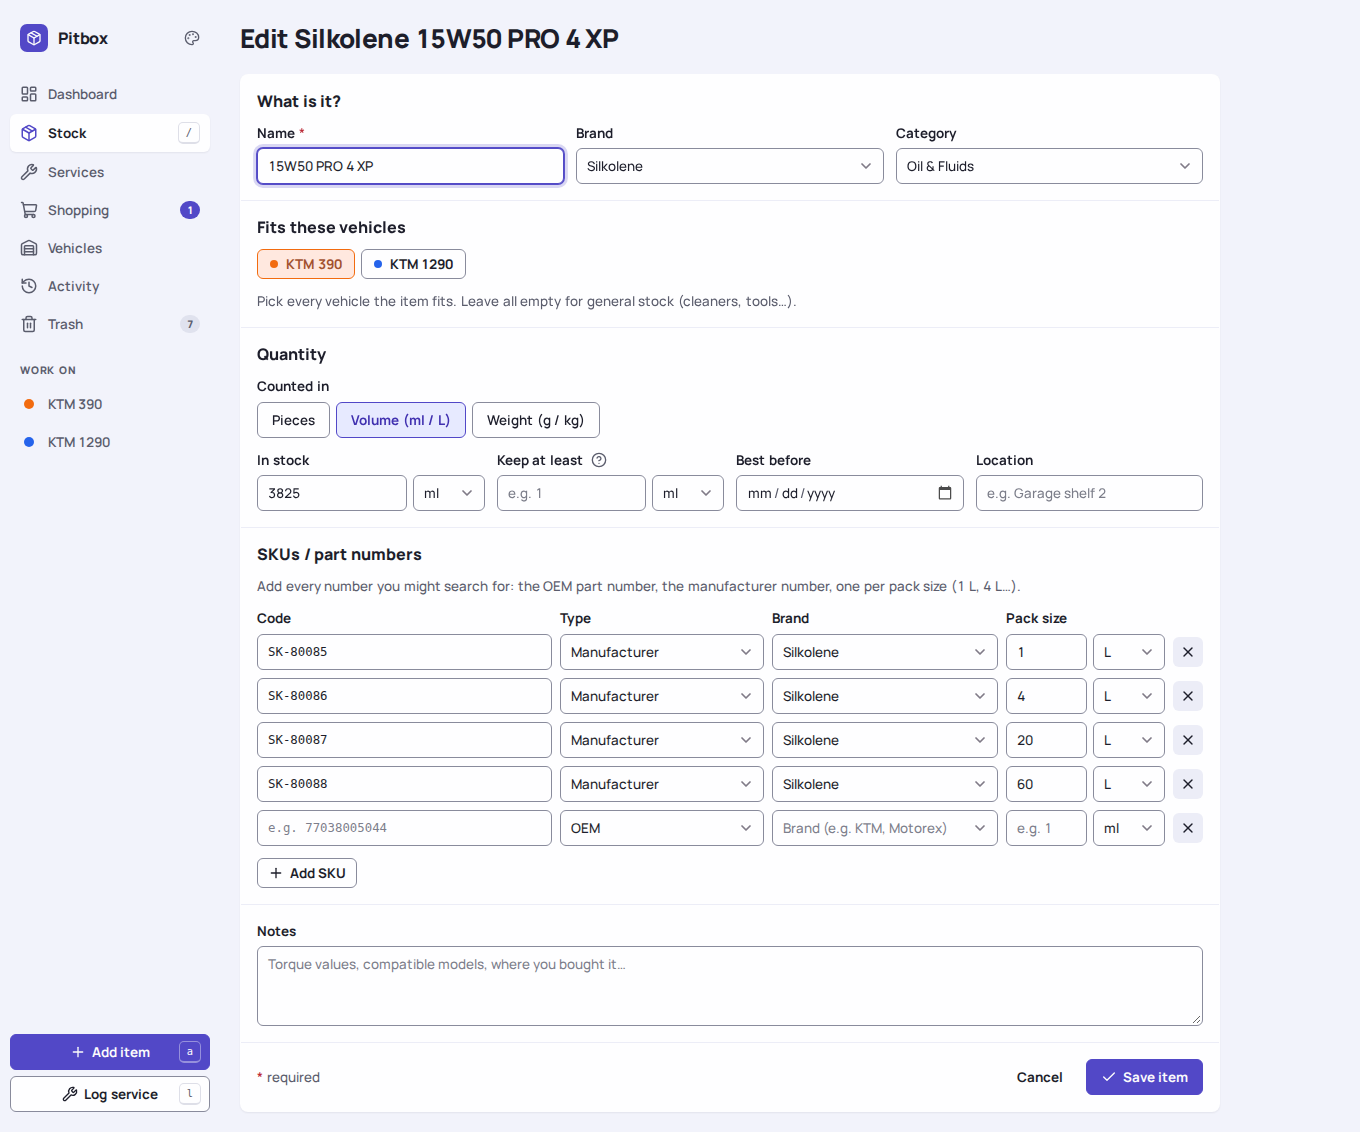 Pitbox
Dashboard
Stock /
Services
Shopping 1
Vehicles
Activity
Trash 7
WORK ON
KTM 390
KTM 1290
Add item a
Log service l
Edit Silkolene 15W50 PRO 4 XP
What is it?
Name * Brand Category
15W50 PRO 4 XP Silkolene Oil & Fluids
Fits these vehicles
KTM 390 KTM 1290
Pick every vehicle the item fits. Leave all empty for general stock (cleaners, tools…).
Quantity
Counted in
Pieces Volume (ml / L) Weight (g / kg)
In stock Keep at least ? Best before Location
3825 ml e.g. 1 ml mm / dd / yyyy e.g. Garage shelf 2
SKUs / part numbers
Add every number you might search for: the OEM part number, the manufacturer number, one per pack size (1 L, 4 L…).
Code Type Brand Pack size
SK-80085 Manufacturer Silkolene 1 L
SK-80086 Manufacturer Silkolene 4 L
SK-80087 Manufacturer Silkolene 20 L
SK-80088 Manufacturer Silkolene 60 L
e.g. 77038005044 OEM Brand (e.g. KTM, Motorex) e.g. 1 ml
Add SKU
Notes
Torque values, compatible models, where you bought it…
* required Cancel Save item